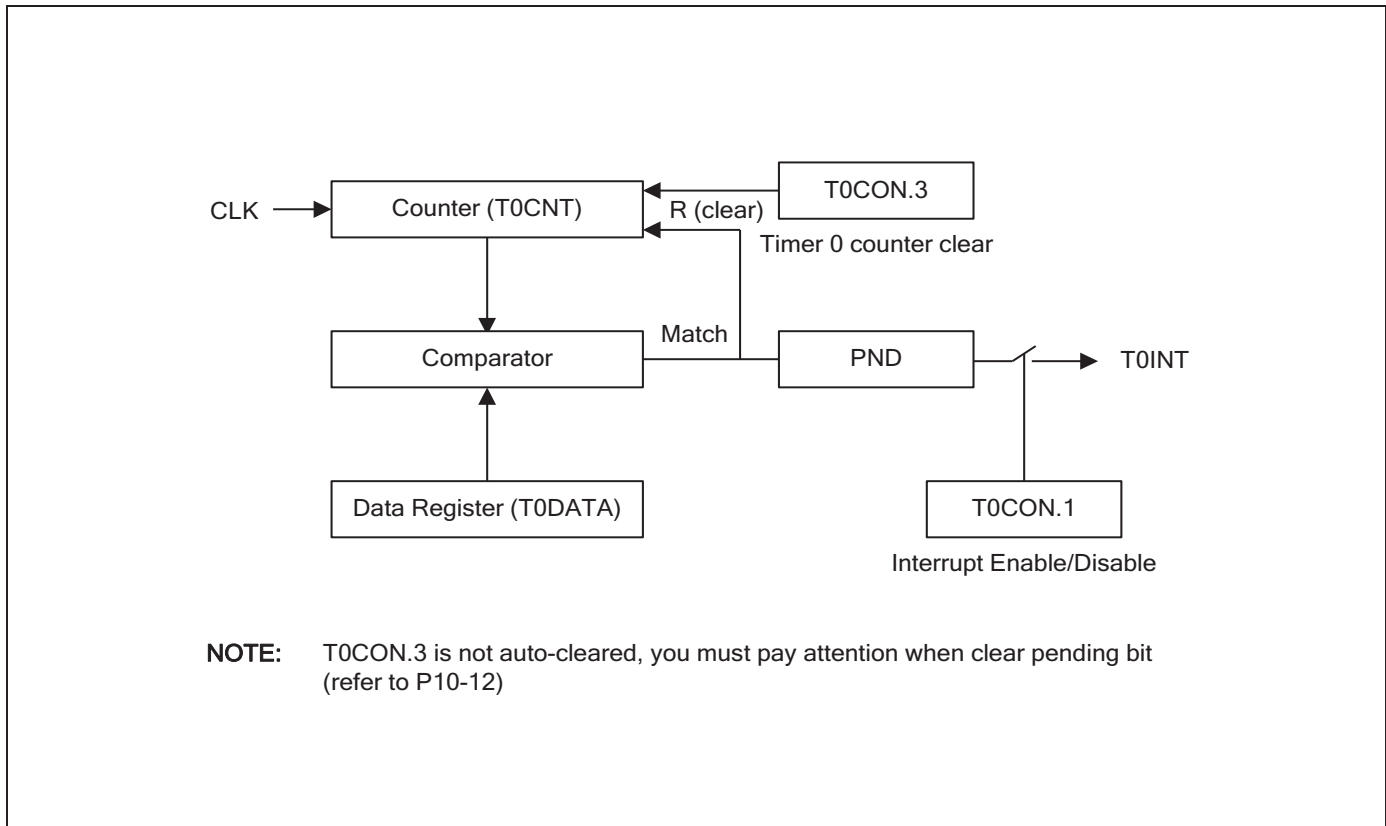 T0CON.3
CLK
Counter (T0CNT)
R (clear)
Timer 0 counter clear
Match
Comparator
PND
T0INT
Data Register (T0DATA)
T0CON.1
Interrupt Enable/Disable
NOTE: T0CON.3 is not auto-cleared, you must pay attention when clear pending bit
(refer to P10-12)